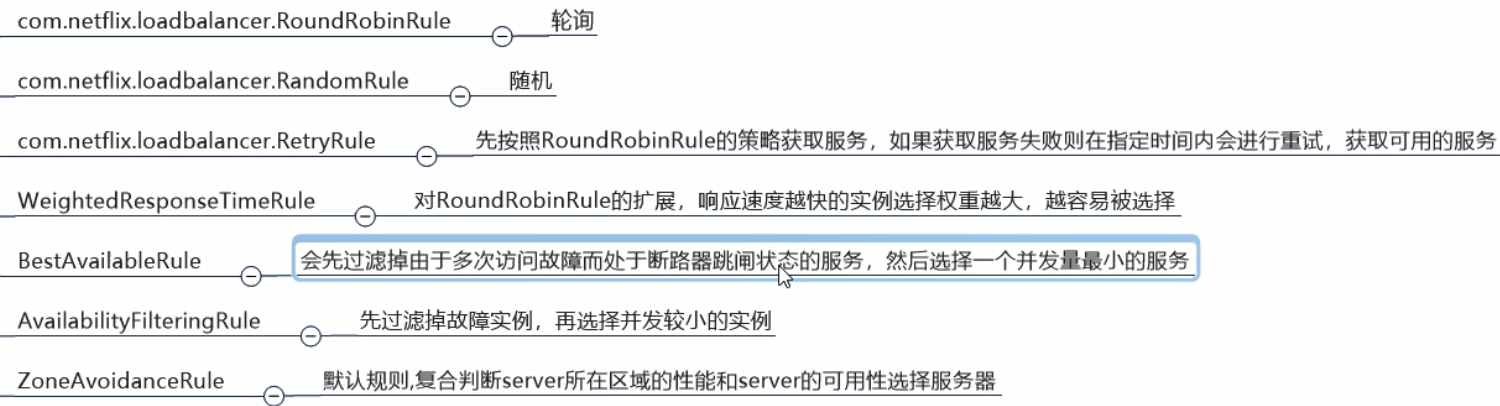 com.netflix.loadbalancer.RoundRobinRule 轮询
com.netflix.loadbalancer.RandomRule 随机
com.netflix.loadbalancer.RetryRule 先按照RoundRobinRule的策略获取服务，如果获取服务失败则在指定时间内会进行重试，获取可用的服务
WeightedResponseTimeRule 对RoundRobinRule的扩展，响应速度越快的实例选择权重越大，越容易被选择
BestAvailableRule 会先过滤掉由于多次访问故障而处于断路器跳闸状态的服务，然后选择一个并发量最小的服务
AvailabilityFilteringRule 先过滤掉故障实例，再选择并发较小的实例
ZoneAvoidanceRule 默认规则,复合判断server所在区域的性能和server的可用性选择服务器